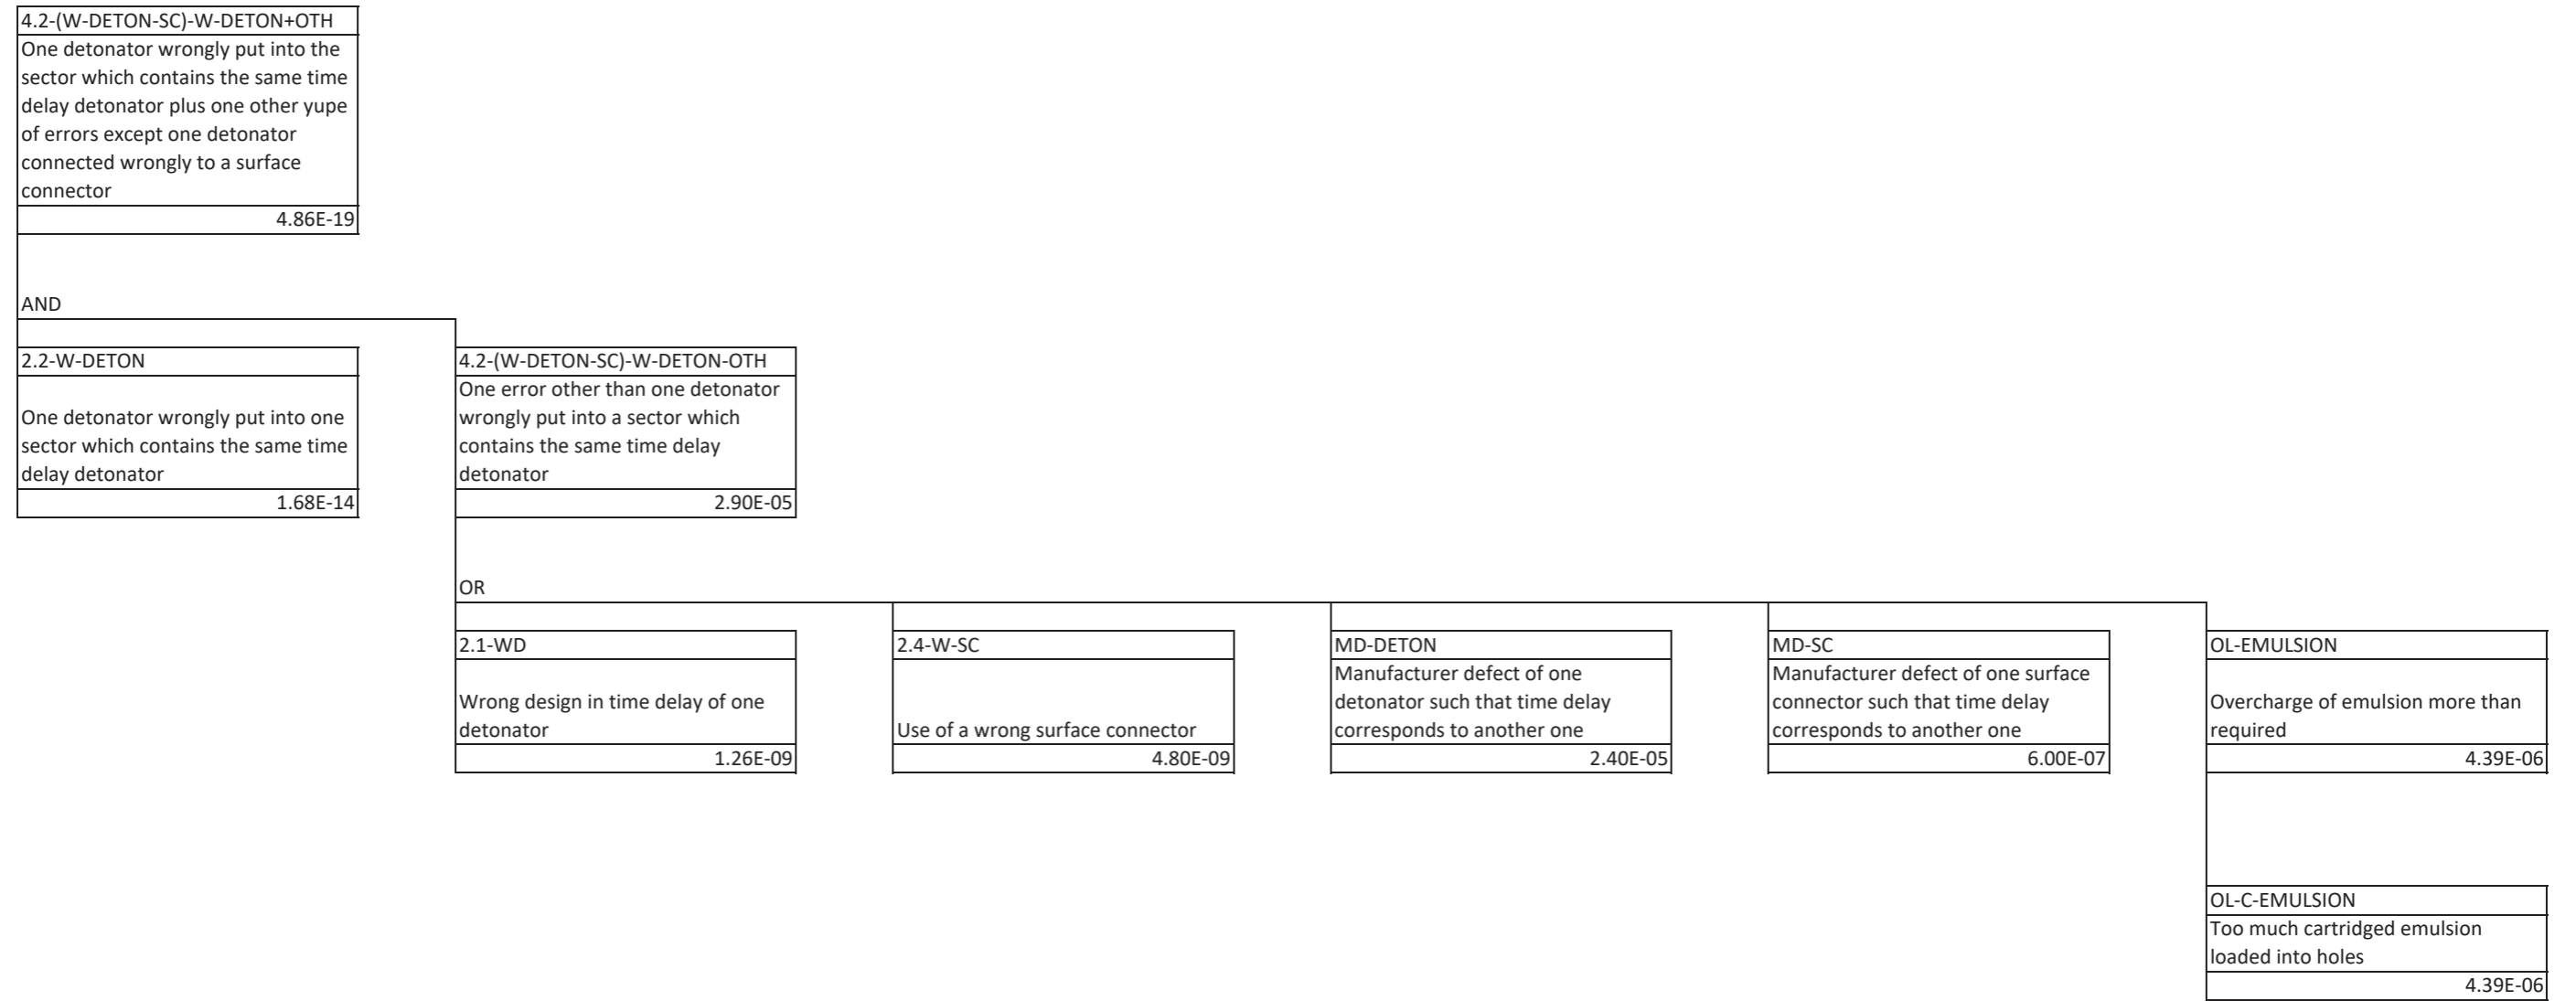 4.2-(W-DETON-SC)-W-DETON+OTH
One detonator wrongly put into the
sector which contains the same time
delay detonator plus one other yupe
of errors except one detonator
connected wrongly to a surface
connector
4.86E-19
AND
2.2-W-DETON
One detonator wrongly put into one
sector which contains the same time
delay detonator
1.68E-14
4.2-(W-DETON-SC)-W-DETON-OTH
One error other than one detonator
wrongly put into a sector which
contains the same time delay
detonator
2.90E-05
OR
2.1-WD
Wrong design in time delay of one
detonator
1.26E-09
2.4-W-SC
Use of a wrong surface connector
4.80E-09
MD-DETON
Manufacturer defect of one
detonator such that time delay
corresponds to another one
2.40E-05
MD-SC
Manufacturer defect of one surface
connector such that time delay
corresponds to another one
6.00E-07
OL-EMULSION
Overcharge of emulsion more than
required
4.39E-06
OL-C-EMULSION
Too much cartridged emulsion
loaded into holes
4.39E-06